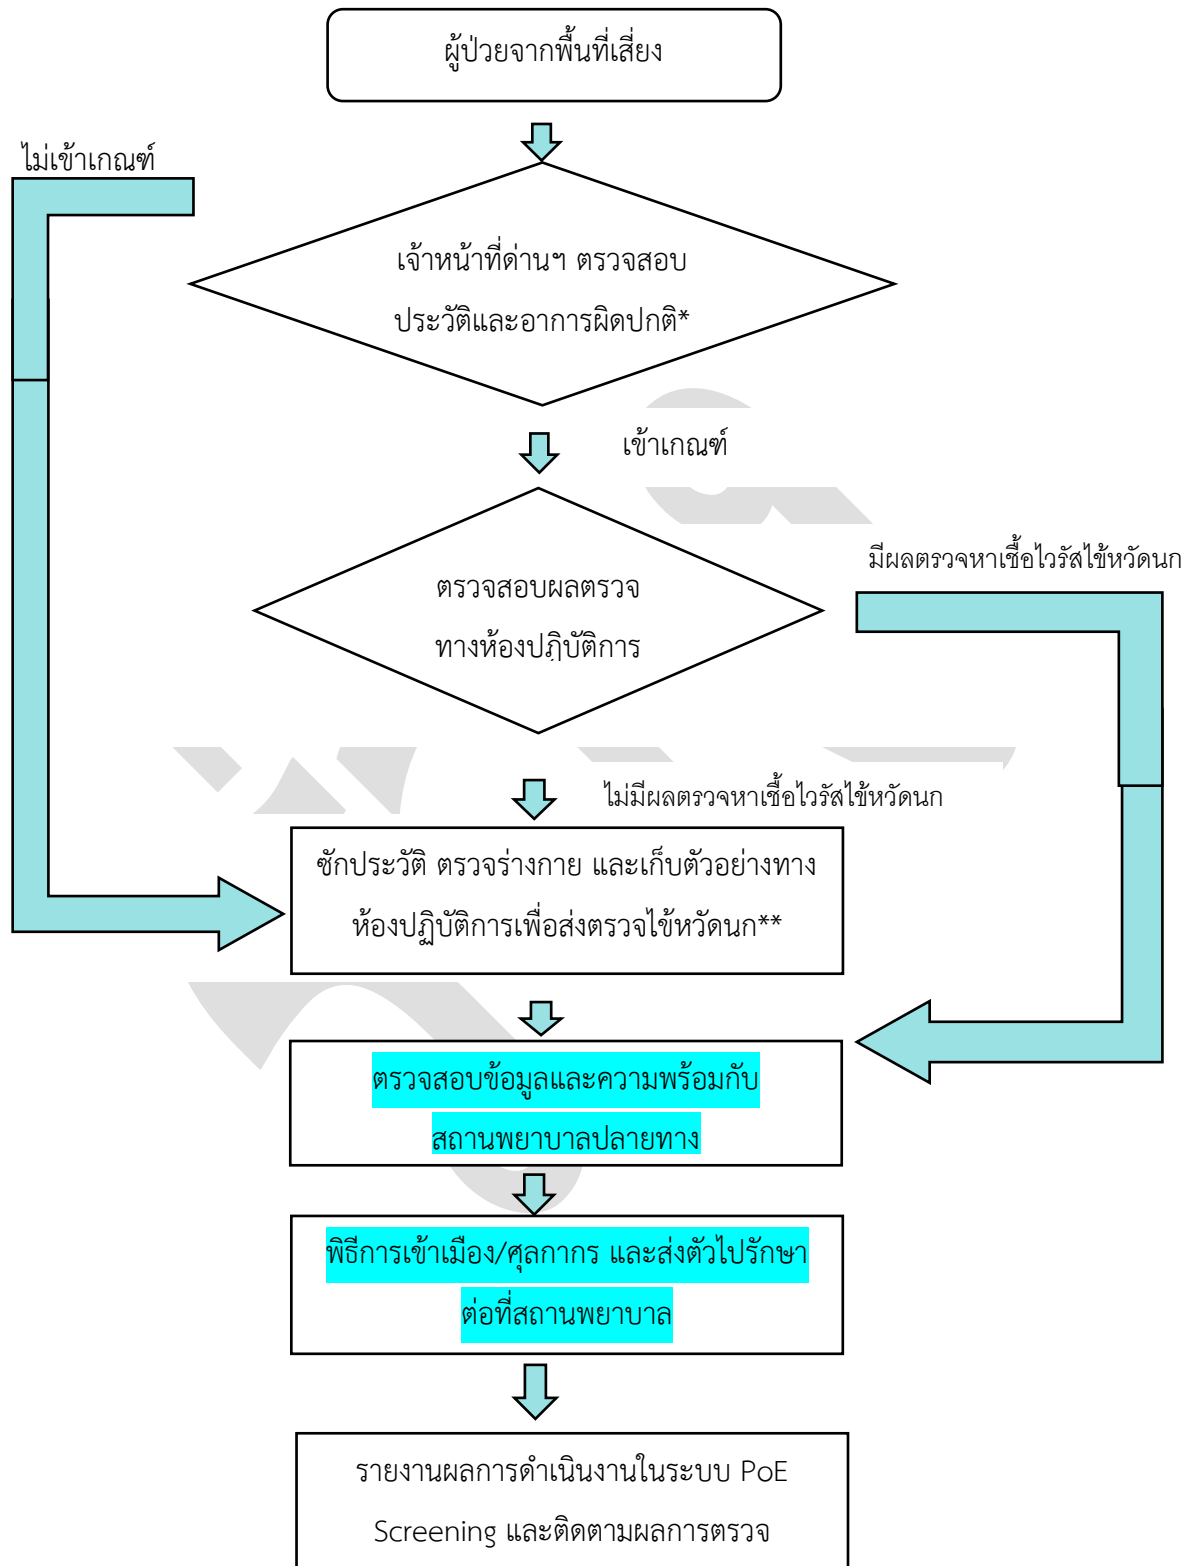 ผู้ป่วยจากพื้นที่เสี่ยง
ไม่เข้าเกณฑ์
เจ้าหน้าที่ด่านฯ ตรวจสอบ
ประวัติและอาการผิดปกติ*
เข้าเกณฑ์
มีผลตรวจหาเชื้อไวรัสไข้หวัดนก
ตรวจสอบผลตรวจ
ทางห้องปฏิบัติการ
ไม่มีผลตรวจหาเชื้อไวรัสไข้หวัดนก
ซักประวัติ ตรวจร่างกาย และเก็บตัวอย่างทาง
ห้องปฏิบัติการเพื่อส่งตรวจไข้หวัดนก**
ตรวจสอบข้อมูลและความพร้อมกับ
สถานพยาบาลปลายทาง
พิธีการเข้าเมือง/ศุลกากร และส่งตัวไปรักษา
ต่อที่สถานพยาบาล
รายงานผลการดำเนินงานในระบบ PoE
Screening และติดตามผลการตรวจ